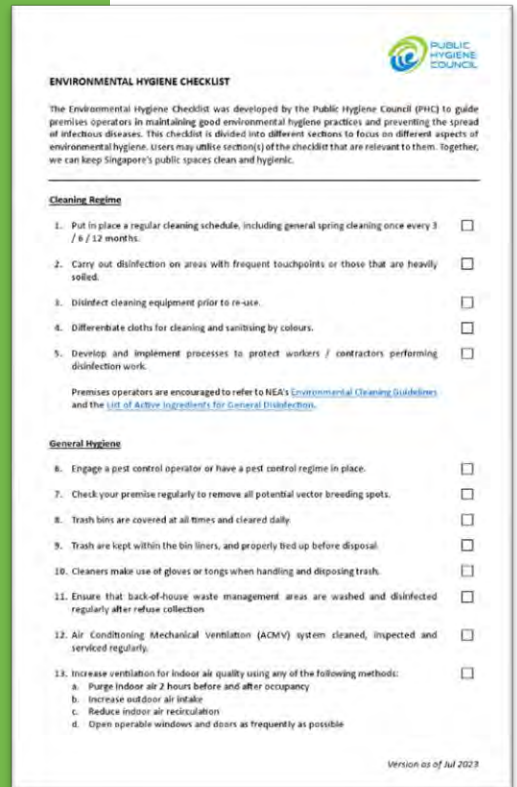 PUBLIC
HYGIENE
COUNCIL
ENVIRONMENTAL HYGIENE CHECKLIST
The Environmental Hygiene Checklist was developed by the Public Hygiene Council (PHC) to guide
premises operators in maintaining good environmental hygiene practices and preventing the spread
of infectious diseases. This checklist is divided into different sections to focus on different aspects of
environmental hygiene. Users may utilise section(s) of the checklist that are relevant to them. Together,
we can keep Singapore's public spaces clean and hygienic.
Cleaning Regime
1. Put in place a regular cleaning schedule, including general spring cleaning once every 3
/ 6 / 12 months.
2. Carry out disinfection on areas with frequent touchpoints or those that are heavily
soiled.
3. Disinfect cleaning equipment prior to re-use.
4. Differentiate cloths for cleaning and sanitising by colours.
5. Develop and implement processes to protect workers / contractors performing
disinfection work.
Premises operators are encouraged to refer to NEA's Environmental Cleaning Guidelines
and the List of Active Ingredients for General Disinfection.
General Hygiene
6. Engage a pest control operator or have a pest control regime in place.
7. Check your premise regularly to remove all potential vector breeding spots.
8. Trash bins are covered at all times and cleared daily.
9. Trash are kept within the bin liners, and properly tied up before disposal.
10. Cleaners make use of gloves or tongs when handling and disposing trash.
11. Ensure that back-of-house waste management areas are washed and disinfected
regularly after refuse collection
12. Air Conditioning Mechanical Ventilation (ACMV) system cleaned, inspected and
serviced regularly.
13. Increase ventilation for indoor air quality using any of the following methods:
a. Purge indoor air 2 hours before and after occupancy
b. Increase outdoor air intake
c. Reduce indoor air recirculation
d. Open operable windows and doors as frequently as possible
Version as of Jul 2023